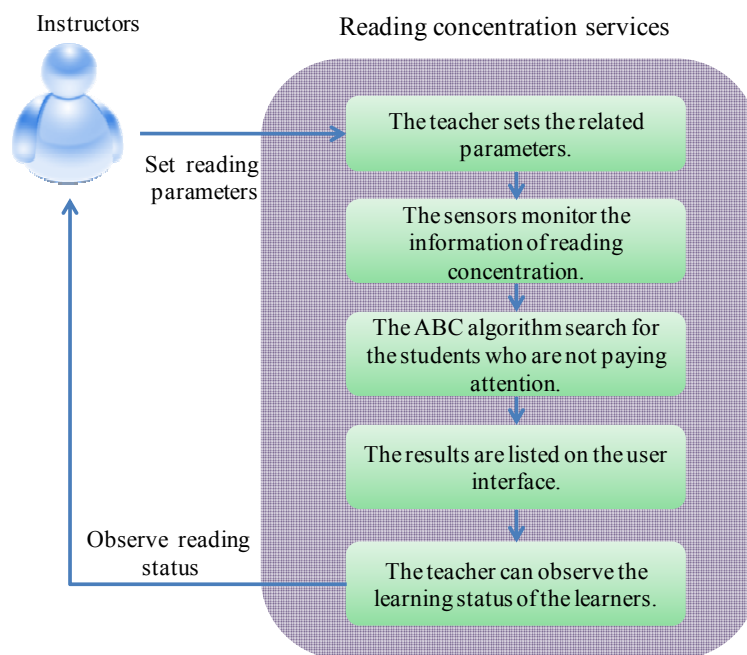 Instructors
Reading concentration services
The teacher sets the related
parameters.
Set reading
parameters
The sensors monitor the
information of reading
concentration.
The ABC algorithm search for
the students who are not paying
attention.
The results are listed on the user
interface.
Observe reading
status
The teacher can observe the
learning status of the learners.